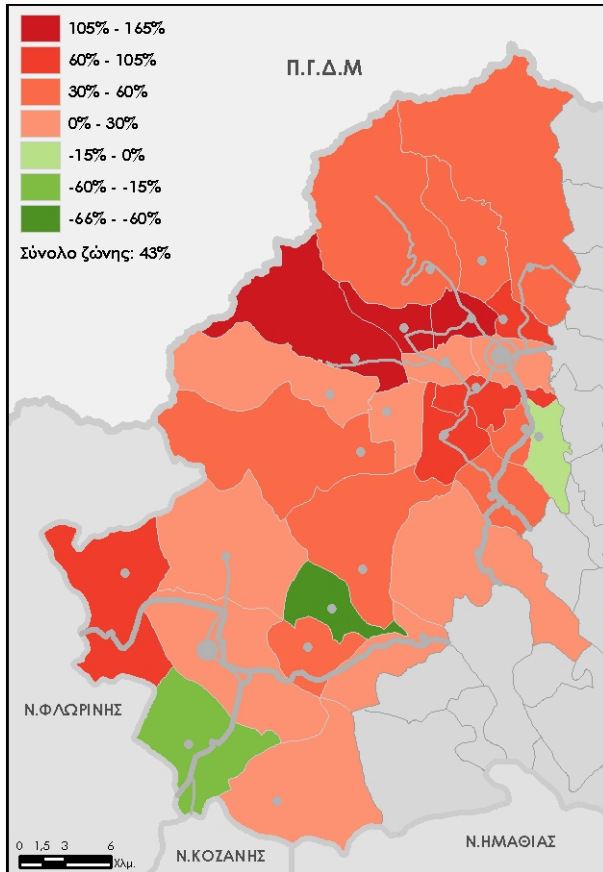 105% - 165%
60% - 105%
30% - 60%
0% - 30%
-15% - 0%
-60% - -15%
-66% - -60%
Σύνολο ζώνης: 43%
Π.Γ.Δ.Μ
Ν.ΦΛΩΡΙΝΗΣ
Ν.ΚΟΖΑΝΗΣ
Ν.ΗΜΑΘΙΑΣ
0 1,5 3 6
Χλμ.